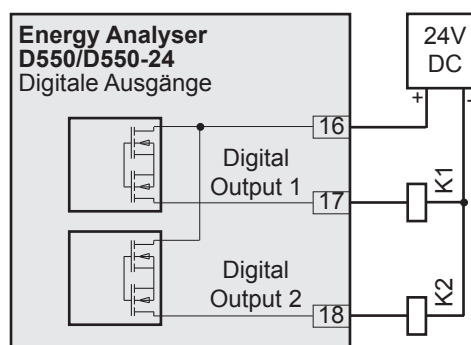 Energy Analyser
D550/D550-24
Digitale Ausgänge
24V
DC
+ -
16
Digital
Output 1
17
K1
Digital
Output 2
18
K2